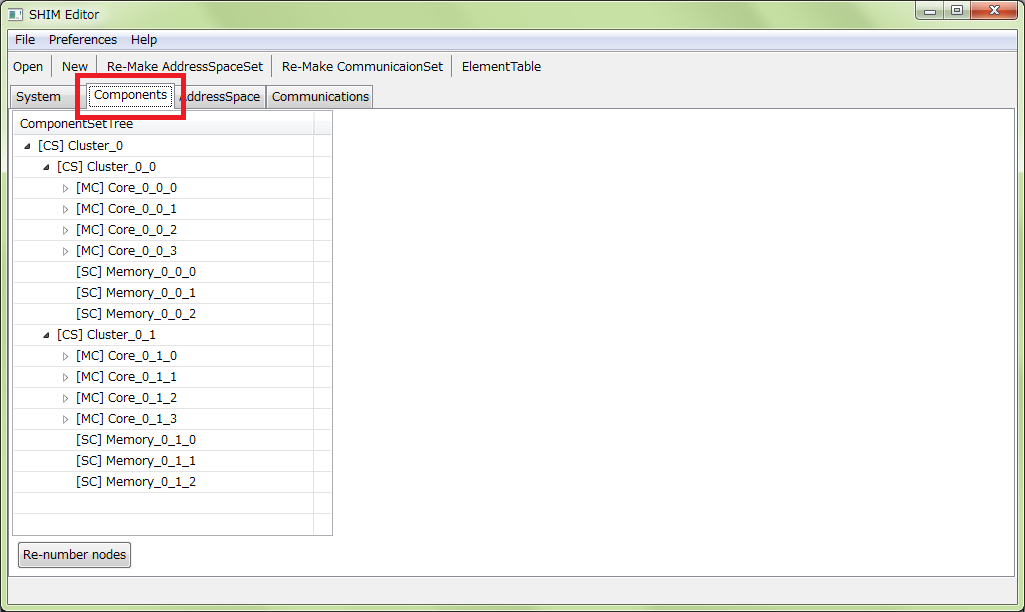 SHIM Editor
File Preferences Help
Open New Re-Make AddressSpaceSet Re-Make CommunicaionSet ElementTable
System Components AddressSpace Communications
ComponentSetTree
[CS] Cluster_0
[CS] Cluster_0_0
[MC] Core_0_0_0
[MC] Core_0_0_1
[MC] Core_0_0_2
[MC] Core_0_0_3
[SC] Memory_0_0_0
[SC] Memory_0_0_1
[SC] Memory_0_0_2
[CS] Cluster_0_1
[MC] Core_0_1_0
[MC] Core_0_1_1
[MC] Core_0_1_2
[MC] Core_0_1_3
[SC] Memory_0_1_0
[SC] Memory_0_1_1
[SC] Memory_0_1_2
Re-number nodes